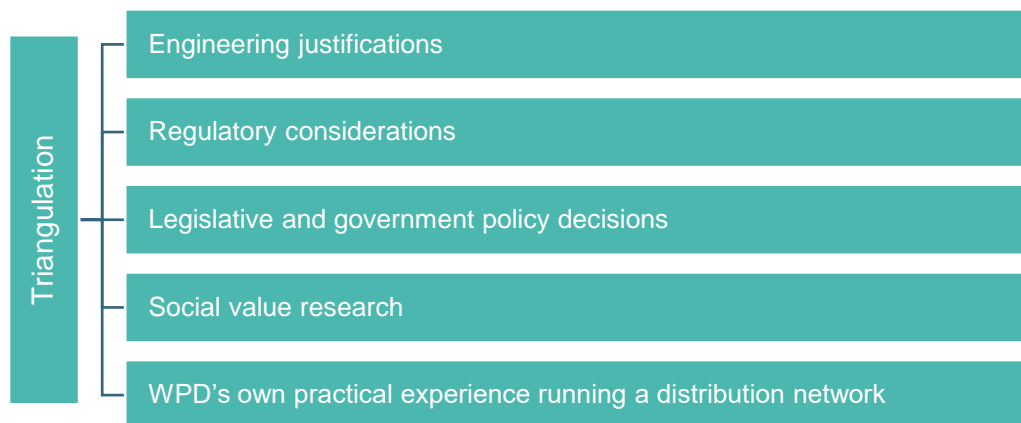 Triangulation
Engineering justifications
Regulatory considerations
Legislative and government policy decisions
Social value research
WPD’s own practical experience running a distribution network